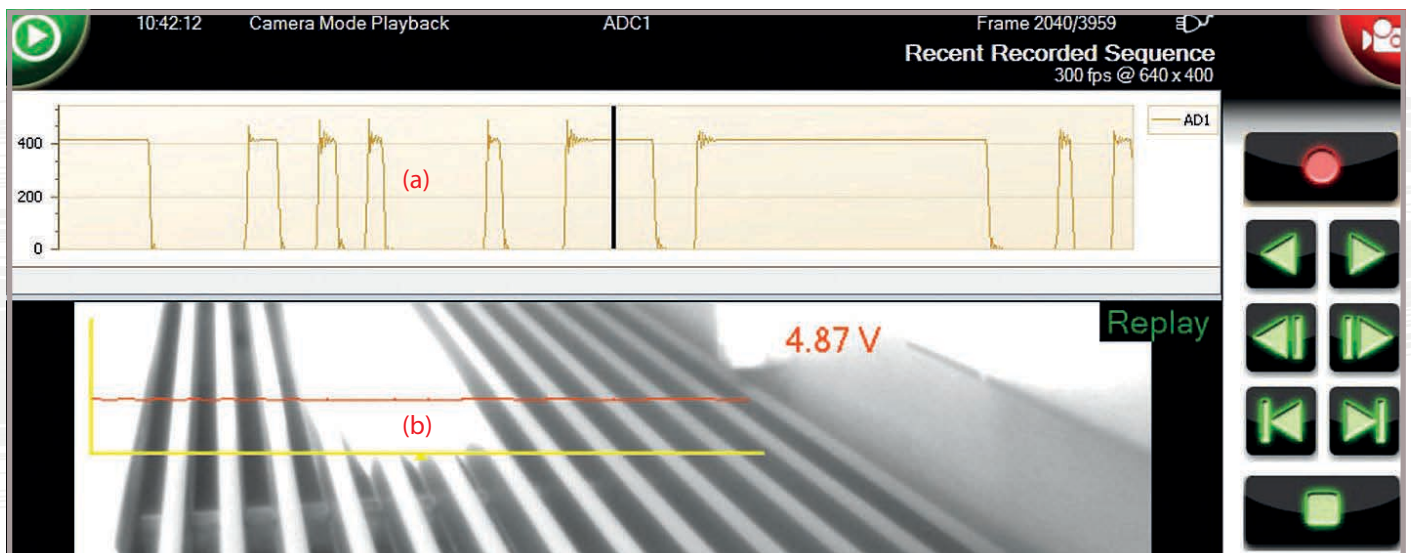 10:42:12 Camera Mode Playback ADC1 Frame 2040/3959
Recent Recorded Sequence
300 fps @ 640 x 400
AD1
400
(a)
200
0
Replay
4.87 V
(b)